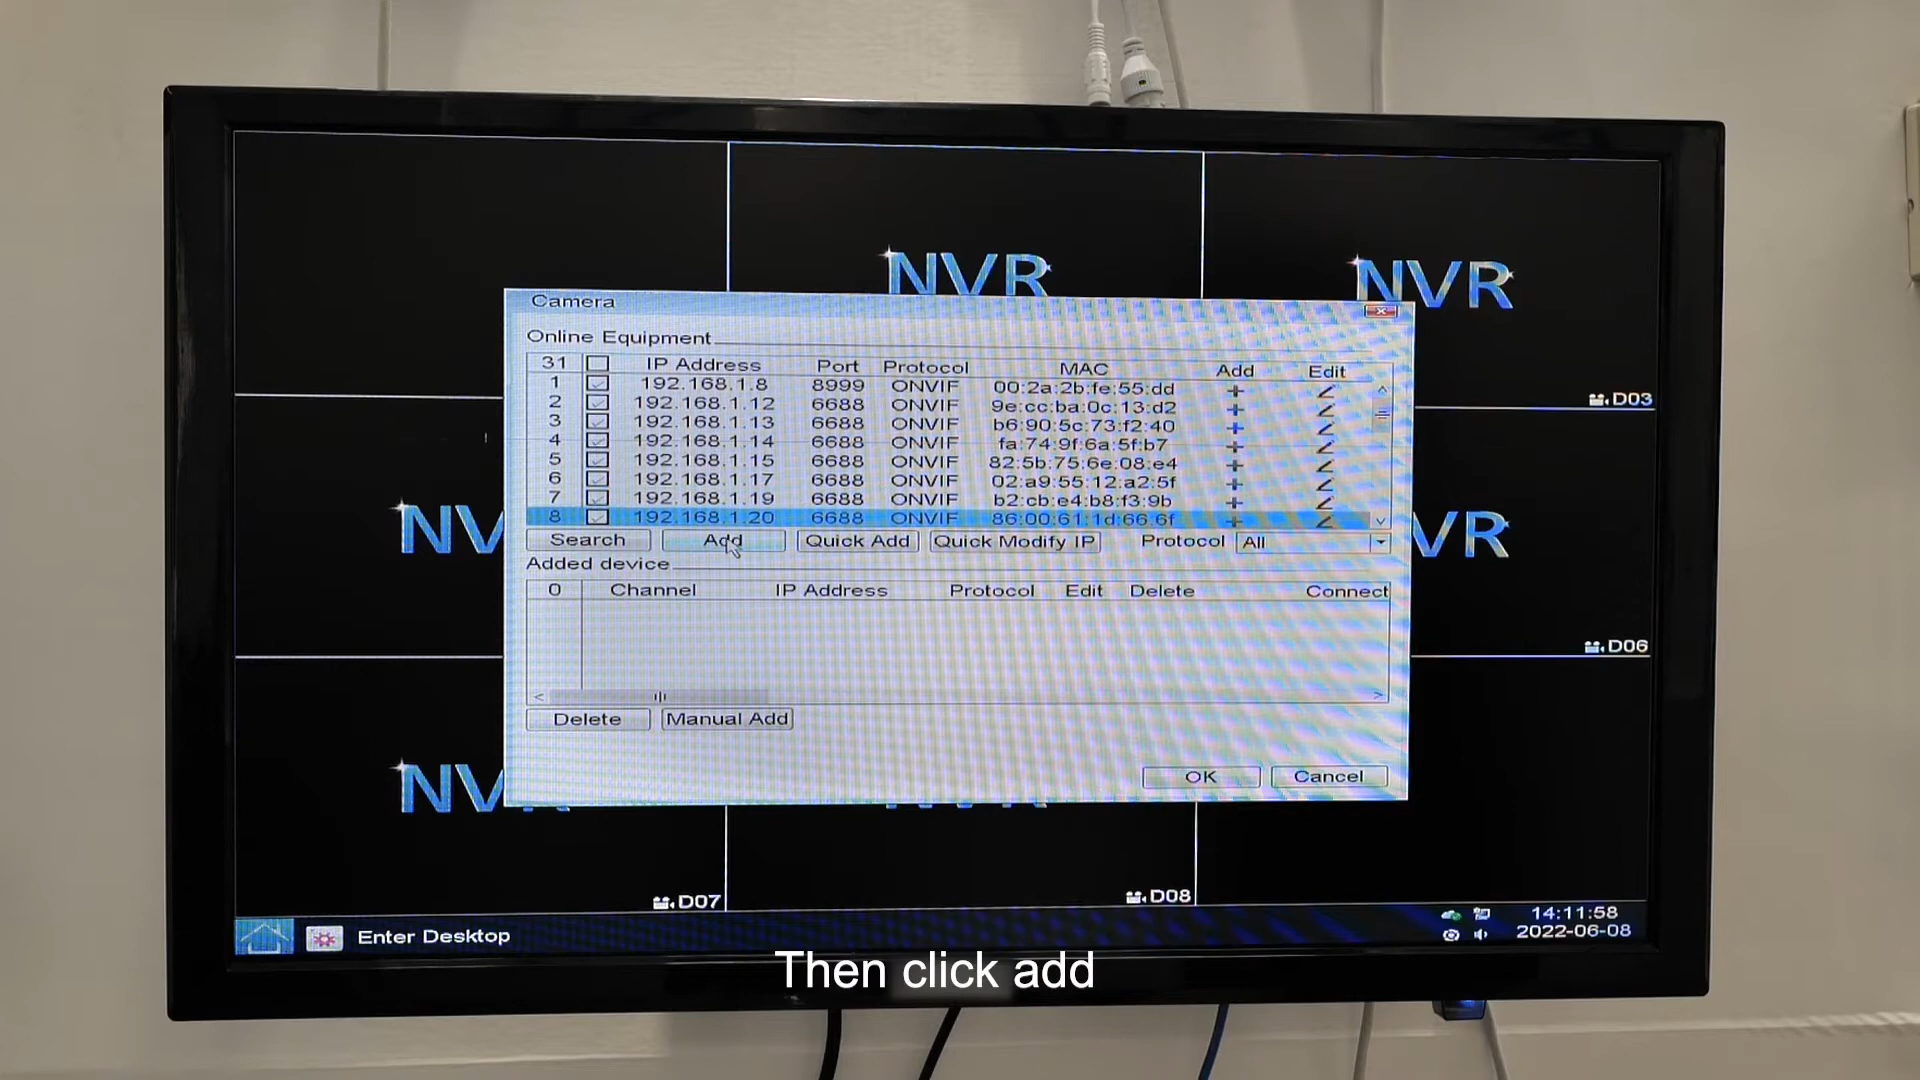 NVR
NVR
Camera
Online Equipment
31 IP Address Port Protocol MAC Add Edit
1 192.168.1.8 8999 ONVIF 00:2a:2b:fe:55:dd
2 192.168.1.12 6688 ONVIF 9e:cc:ba:0c:13:d2
3 192.168.1.13 6688 ONVIF b6:90:5c:73:f2:40
4 192.168.1.14 6688 ONVIF fa:74:9f:6a:5f:b7
5 192.168.1.15 6688 ONVIF 82:5b:75:6e:08:e4
6 192.168.1.17 6688 ONVIF 02:a9:55:12:a2:5f
7 192.168.1.19 6688 ONVIF b2:cb:e4:b8:f3:9b
8 192.168.1.20 6688 ONVIF 86:00:61:1d:66:6f
Search Add Quick Add Quick Modify IP Protocol All
Added device
0 Channel IP Address Protocol Edit Delete Connect
Delete Manual Add
OK Cancel
D03
NV
VR
D06
NV
D07
D08
Enter Desktop
14:11:58
2022-06-08
Then click add